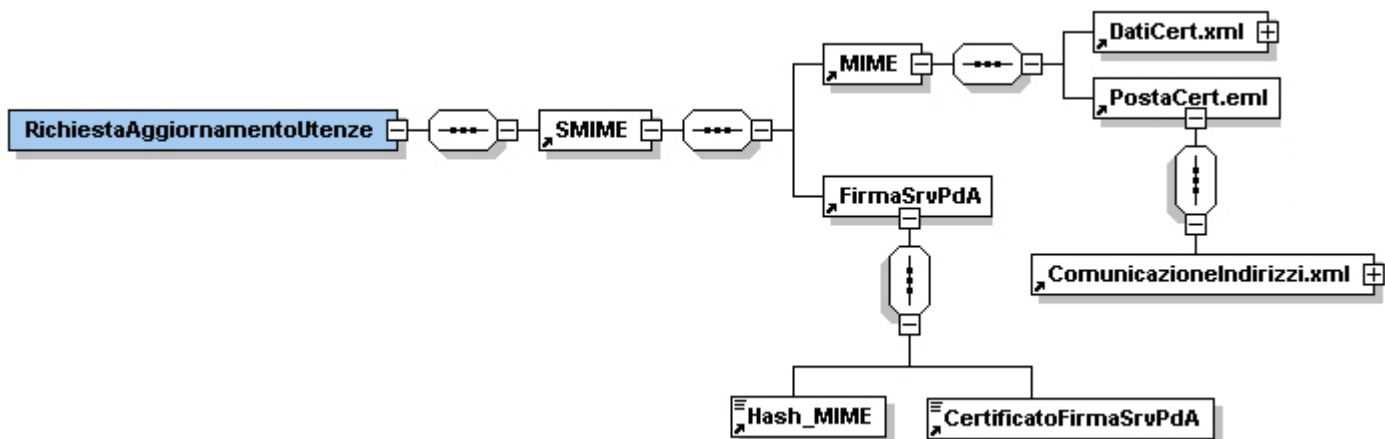 DatiCert.xml
MIME
PostaCert.eml
RichiestaAggiornamentoUtenze
SMIME
FirmaSrvPdA
ComunicazioneIndirizzi.xml
Hash_MIME
CertificatoFirmaSrvPdA